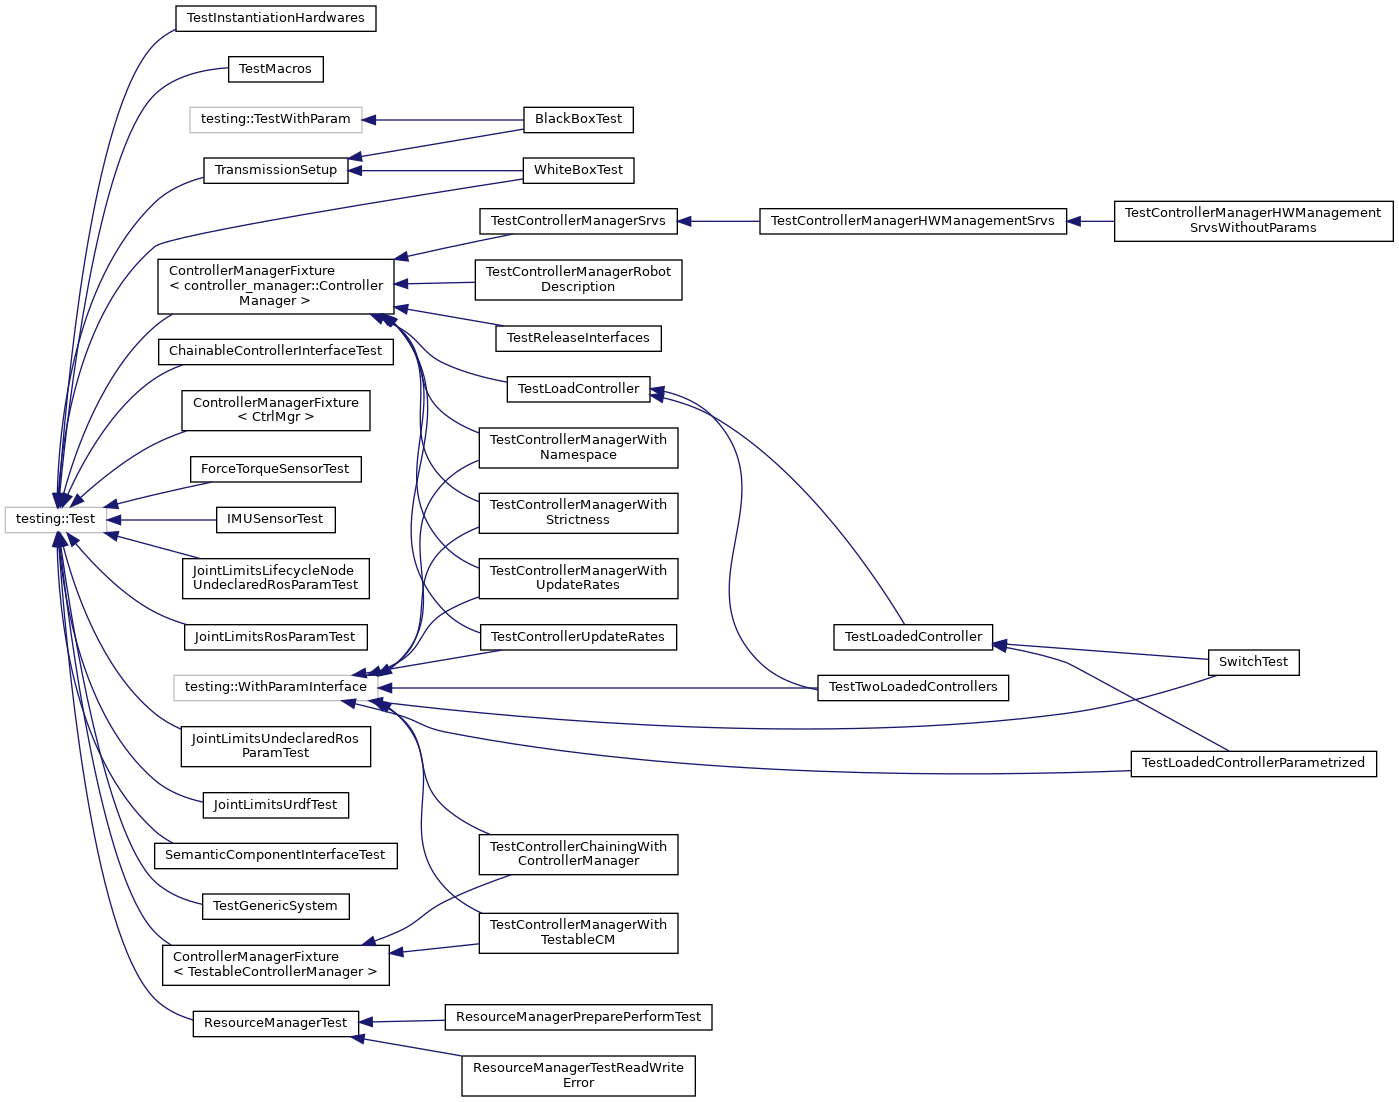 TestInstantiationHardwares
TestMacros
testing::TestWithParam
BlackBoxTest
TransmissionSetup
WhiteBoxTest
TestControllerManagerSrvs
TestControllerManagerHWManagementSrvs
TestControllerManagerHWManagement
SrvsWithoutParams
ControllerManagerFixture
< controller_manager::Controller
Manager >
TestControllerManagerRobot
Description
TestReleaseInterfaces
ChainableControllerInterfaceTest
TestLoadController
ControllerManagerFixture
< CtrlMgr >
TestControllerManagerWith
Namespace
ForceTorqueSensorTest
TestControllerManagerWith
Strictness
testing::Test
IMUSensorTest
JointLimitsLifecycleNode
UndeclaredRosParamTest
TestControllerManagerWith
UpdateRates
JointLimitsRosParamTest
TestControllerUpdateRates
TestLoadedController
SwitchTest
testing::WithParamInterface
TestTwoLoadedControllers
JointLimitsUndeclaredRos
ParamTest
TestLoadedControllerParametrized
JointLimitsUrdfTest
SemanticComponentInterfaceTest
TestControllerChainingWith
ControllerManager
TestGenericSystem
TestControllerManagerWith
TestableCM
ControllerManagerFixture
< TestableControllerManager >
ResourceManagerTest
ResourceManagerPreparePerformTest
ResourceManagerTestReadWrite
Error